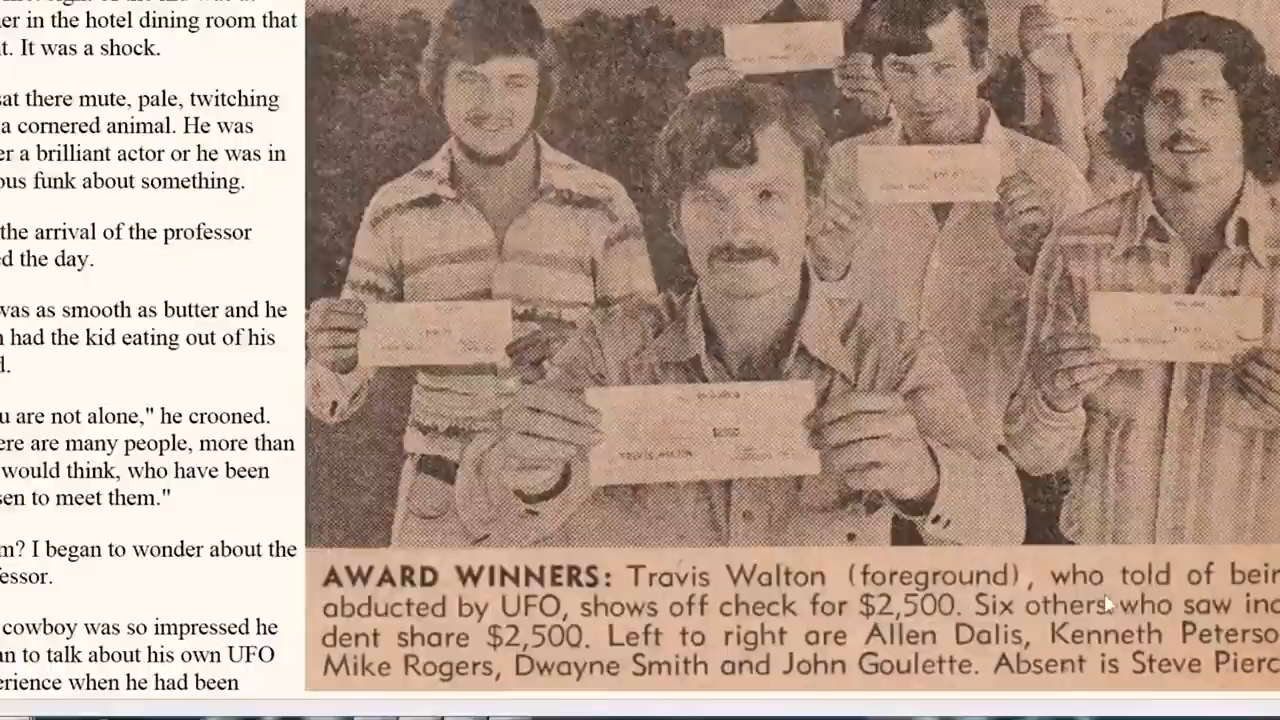 er in the hotel dining room that
t. It was a shock.
sat there mute, pale, twitching
a cornered animal. He was
er a brilliant actor or he was in
ous funk about something.
the arrival of the professor
ed the day.
was as smooth as butter and he
n had the kid eating out of his
d.
u are not alone," he crooned.
ere are many people, more than
would think, who have been
sen to meet them."
m? I began to wonder about the
fessor.
cowboy was so impressed he
an to talk about his own UFO
erience when he had been
TRAVIS WALTON
AWARD WINNERS: Travis Walton (foreground), who told of bein
abducted by UFO, shows off check for $2,500. Six others who saw inc
dent share $2,500. Left to right are Allen Dalis, Kenneth Peterso
Mike Rogers, Dwayne Smith and John Goulette. Absent is Steve Pierc